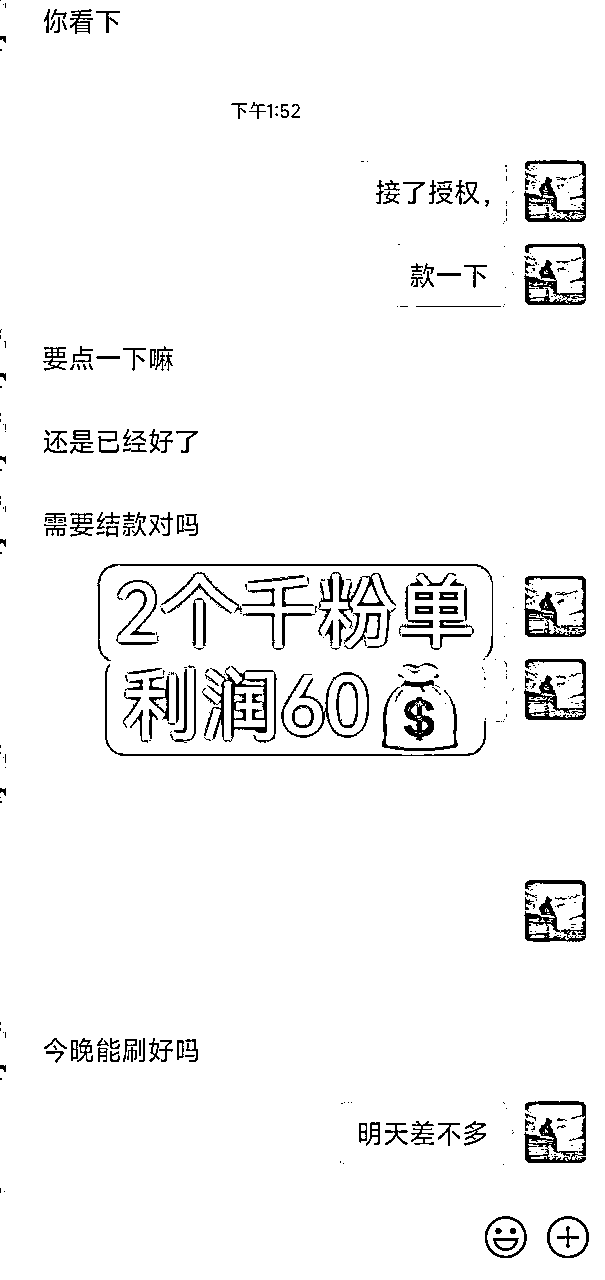 你看下
下午1:52
接了授权，
款一下
要点一下嘛
还是已经好了
需要结款对吗
2个千粉单
利润60
今晚能刷好吗
明天差不多